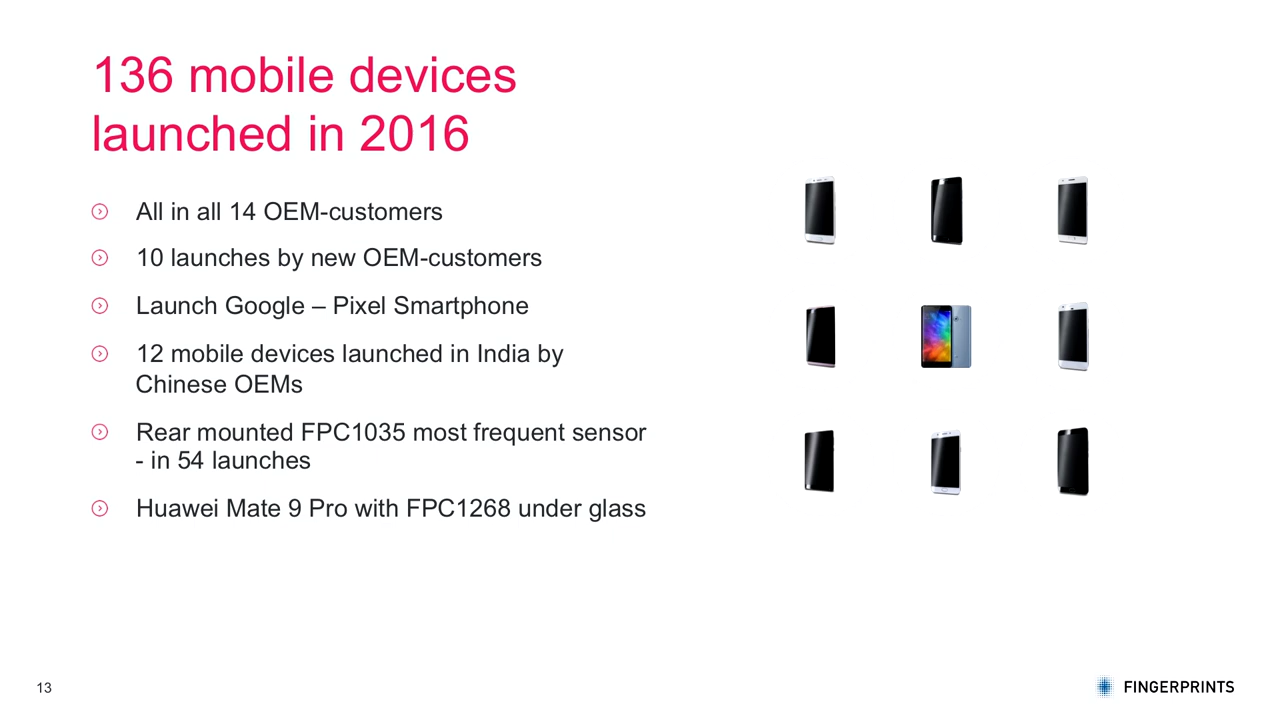 136 mobile devices
launched in 2016
All in all 14 OEM-customers
10 launches by new OEM-customers
Launch Google – Pixel Smartphone
12 mobile devices launched in India by
Chinese OEMs
Rear mounted FPC1035 most frequent sensor
- in 54 launches
Huawei Mate 9 Pro with FPC1268 under glass
13
FINGERPRINTS